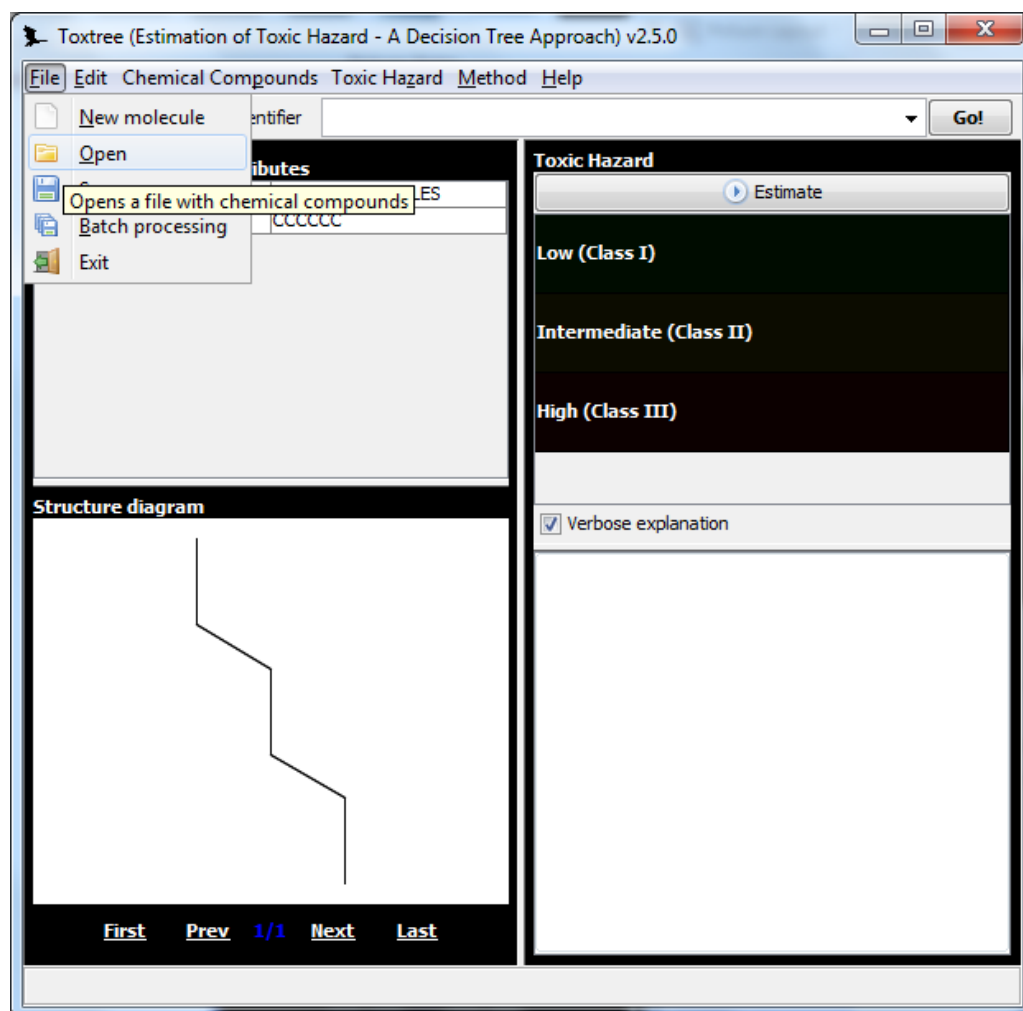 Toxtree (Estimation of Toxic Hazard - A Decision Tree Approach) v2.5.0
File Edit Chemical Compounds Toxic Hazard Method Help
New molecule
entifier
Go!
Open
ibutes
Opens a file with chemical compounds
LES
Batch processing
CCCCCC
Exit
Toxic Hazard
Estimate
Low (Class I)
Intermediate (Class II)
High (Class III)
Verbose explanation
Structure diagram
First Prev 1/1 Next Last